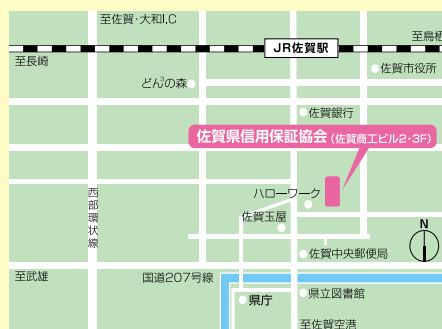 至佐賀・大和I.C
JR佐賀駅
至鳥栖
至長崎
佐賀市役所
どん3の森
佐賀銀行
佐賀県信用保証協会(佐賀商工ビル2・3F)
ハローワーク
西部環状線
佐賀玉屋
N
佐賀中央郵便局
至武雄
国道207号線
県庁
県立図書館
至佐賀空港